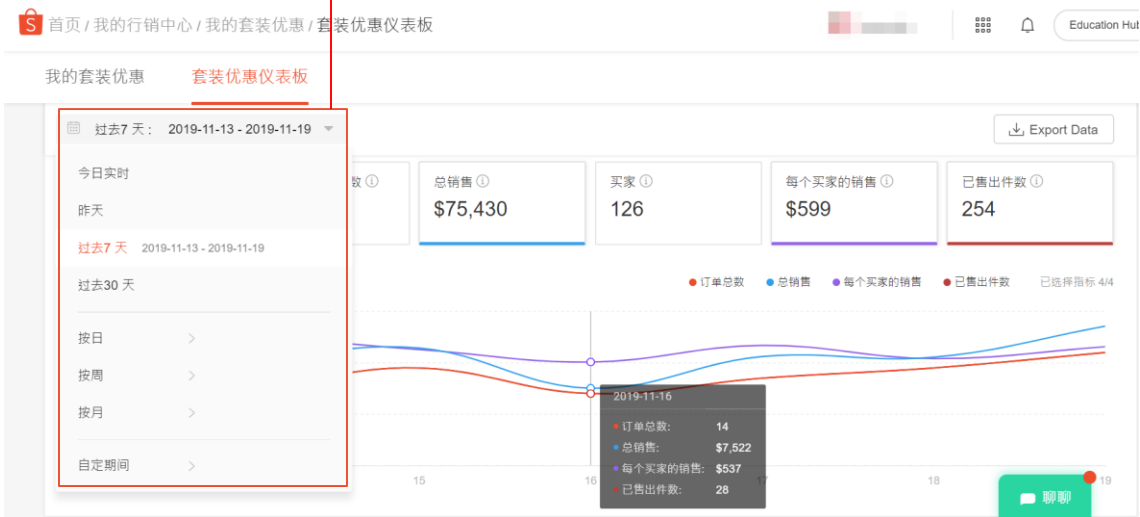 S 首页 / 我的行销中心 / 我的套装优惠 / 套装优惠仪表板
Education Hub
我的套装优惠 套装优惠仪表板
过去7 天： 2019-11-13 - 2019-11-19
Export Data
今日实时
昨天
过去7 天 2019-11-13 - 2019-11-19
过去30 天
按日
按周
按月
自定期间
数
总销售
$75,430
买家
126
每个买家的销售
$599
已售出件数
254
订单总数 总销售 每个买家的销售 已售出件数 已选择指标 4/4
2019-11-16
订单总数: 14
总销售: $7,522
每个买家的销售: $537
已售出件数: 28
15 16 17 18 19
聊聊